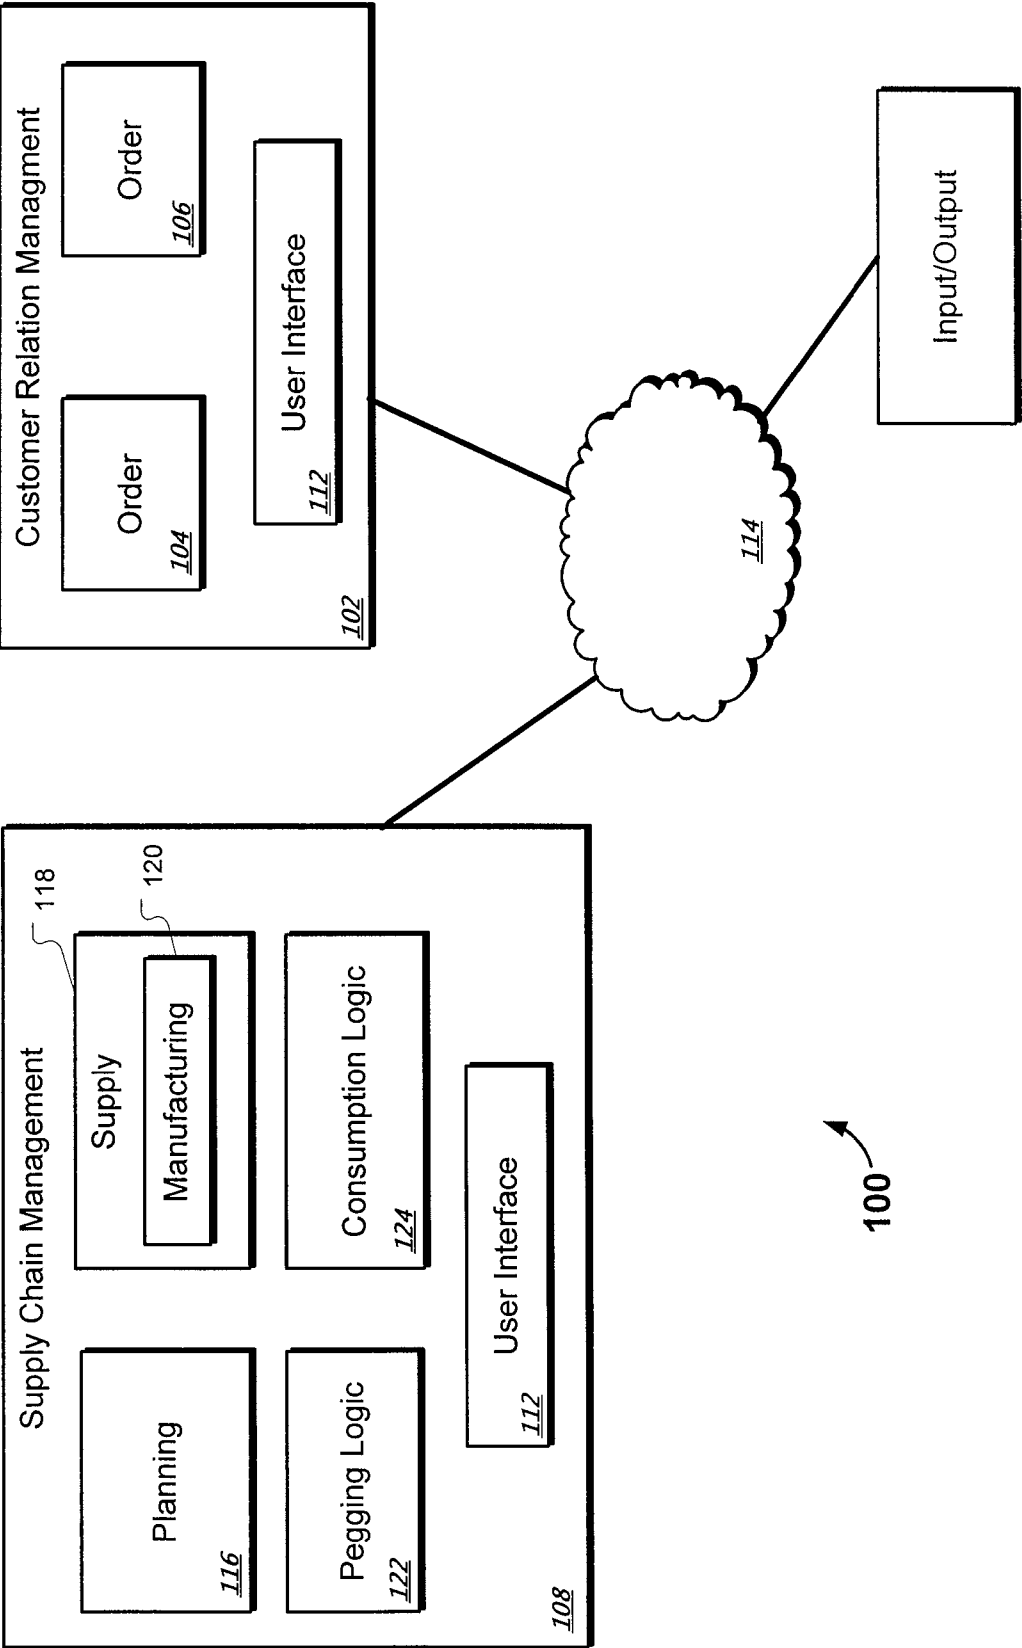 Supply Chain Management
Planning
116
Supply
Manufacturing
118
120
Pegging Logic
122
Consumption Logic
124
User Interface
112
108
Customer Relation Managment
Order
104
Order
106
User Interface
112
102
114
Input/Output
100